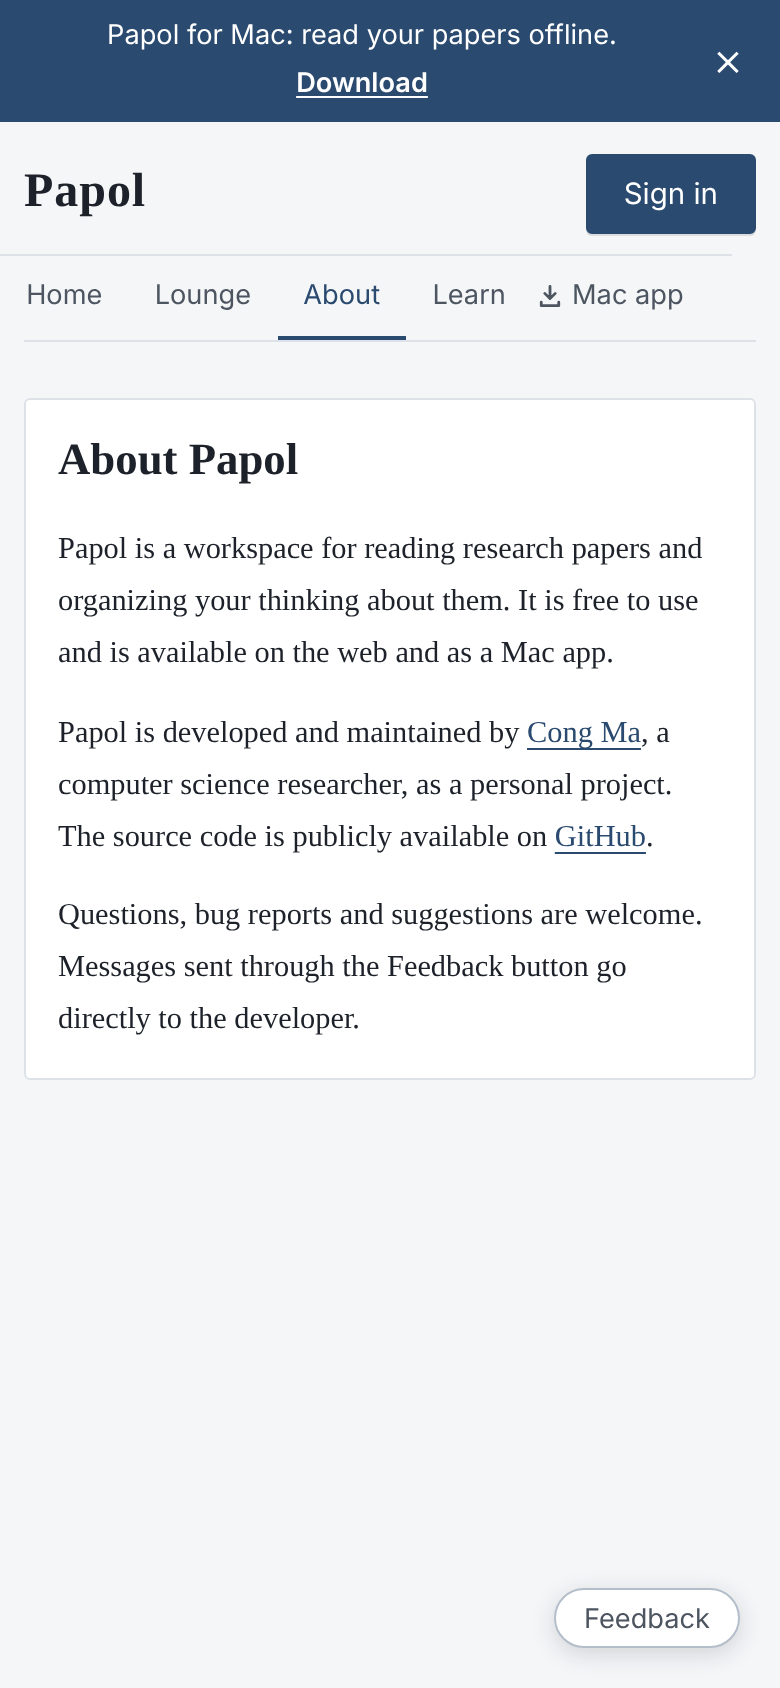 Papol for Mac: read your papers offline.
Download
Papol
Sign in
Home Lounge About Learn Mac app
About Papol
Papol is a workspace for reading research papers and
organizing your thinking about them. It is free to use
and is available on the web and as a Mac app.
Papol is developed and maintained by Cong Ma, a
computer science researcher, as a personal project.
The source code is publicly available on GitHub.
Questions, bug reports and suggestions are welcome.
Messages sent through the Feedback button go
directly to the developer.
Feedback